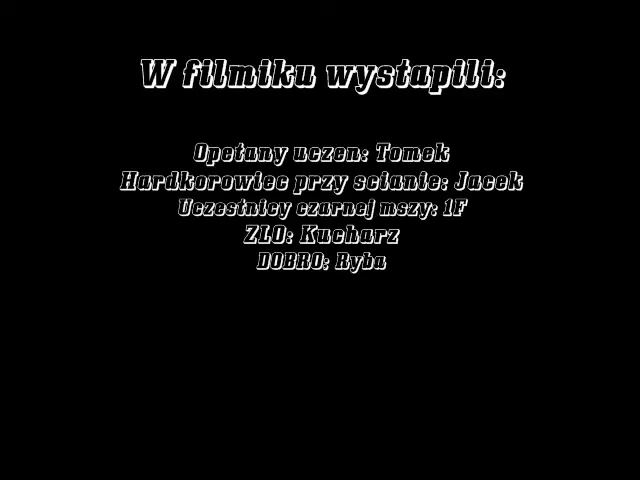 W filmiku wystapili:
Opetany uczen: Tomek
Hardkorowiec przy scianie: Jacek
Uczestnicy czarnej mszy: 1F
ZLO: Kucharz
DOBRO: Ryba